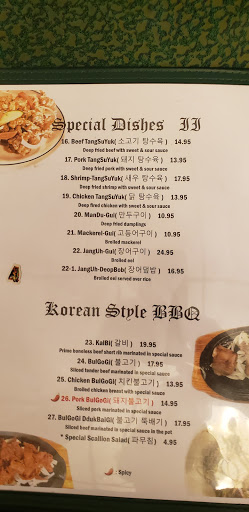 Special Dishes II
16. Beef TangSuYuk( 소고기 탕수육 ) 14.95
Deep fried beef with sweet & sour sauce
17. Pork TangSuYuk( 돼지 탕수육 ) 13.95
Deep fried pork with sweet & sour sauce
18. Shrimp-TangSuYuk( 새우 탕수육 ) 17.95
Deep fried shrimp with sweet & sour sauce
19. Chicken TangSuYuk( 닭 탕수육 ) 13.95
Deep fired chicken with sweet & sour sauce
20. ManDu-Gui( 만두구이 ) 10.95
Deep fried dumplings
21. Mackerel-Gui( 고등어구이 ) 10.95
Broiled mackerel
22. JangUh-Gui( 장어구이 ) 24.95
Broiled eel
22-1. JangUh-DeopBab( 장어덮밥 ) 16.95
Broiled eel served over rice
Korean Style BBQ
23. KalBi( 갈비 ) 19.95
Prime boneless beef short rib marinated in special sauce
24. BulGoGi( 불고기 ) 17.95
Sliced tender beef marinated in special sauce
25. Chicken BulGoGi( 치킨불고기 ) 13.95
Broiled chicken breast with special sauce
26. Pork BulGoGi( 돼지불고기 ) 13.95
Sliced pork marinated in special sauce
27. BulGoGi DdukBaiGi( 불고기 뚝배기 ) 17.95
Sliced beef marinated in special sauce in the pot
* Special Scallion Salad( 파무침 ) 4.95
: Spicy